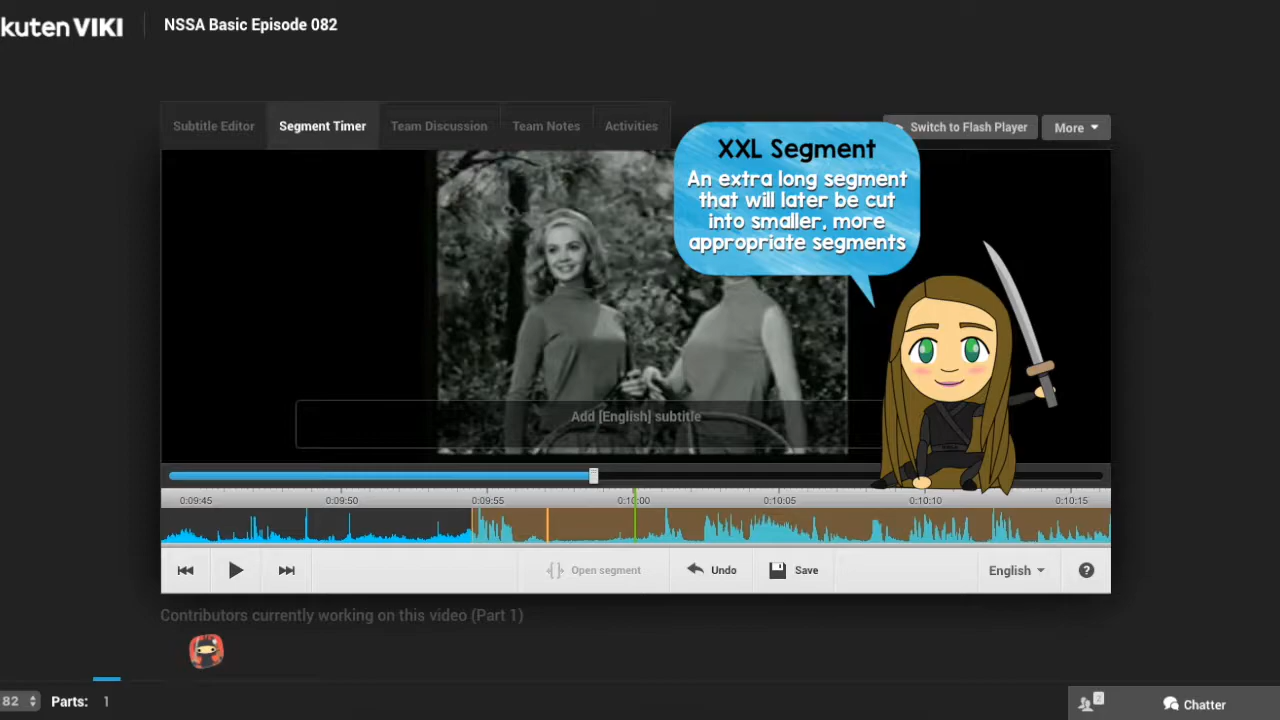 kuten VIKI
NSSA Basic Episode 082
Subtitle Editor
Segment Timer
Team Discussion
Team Notes
Activities
Switch to Flash Player
More
XXL Segment
An extra long segment
that will later be cut
into smaller, more
appropriate segments
Add [English] subtitle
0:09:45
0:09:50
0:09:55
0:10:00
0:10:05
0:10:10
0:10:15
Open segment
Undo
Save
English
?
Contributors currently working on this video (Part 1)
82
Parts: 1
2
Chatter